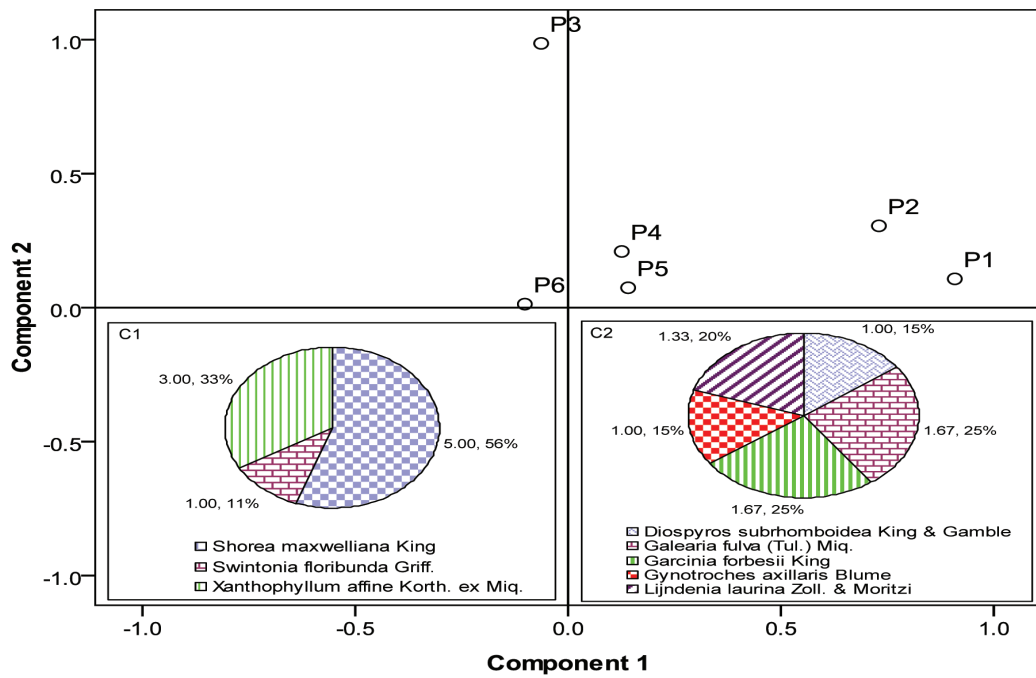 P3
1.0
0.5
P2
P4
P1
P5
P6
0.0
Component 2
C1
3.00, 33%
5.00, 56%
1.00, 11%
Shorea maxwelliana King
Swintonia floribunda Griff.
Xanthophyllum affine Korth. ex Miq.
C2
1.33, 20%
1.00, 15%
1.00, 15%
1.67, 25%
1.67, 25%
Diospyros subrhomboidea King & Gamble
Galearia fulva (Tul.) Miq.
Garcinia forbesii King
Gynotroches axillaris Blume
Lijndenia laurina Zoll. & Moritzi
-0.5
-1.0
-1.0 -0.5 0.0 0.5 1.0
Component 1